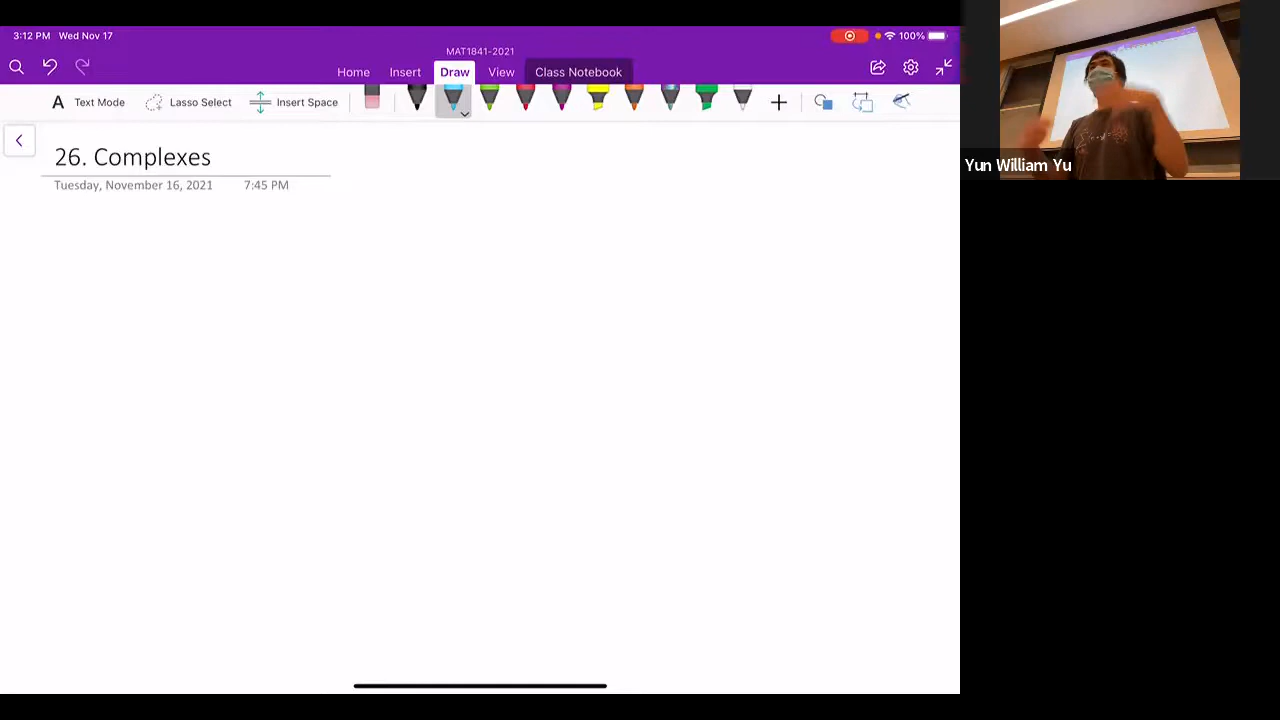 3:12 PM Wed Nov 17
100%
MAT1841-2021
Home Insert Draw View Class Notebook
A Text Mode Lasso Select Insert Space
26. Complexes
Tuesday, November 16, 2021 7:45 PM
Yun William Yu